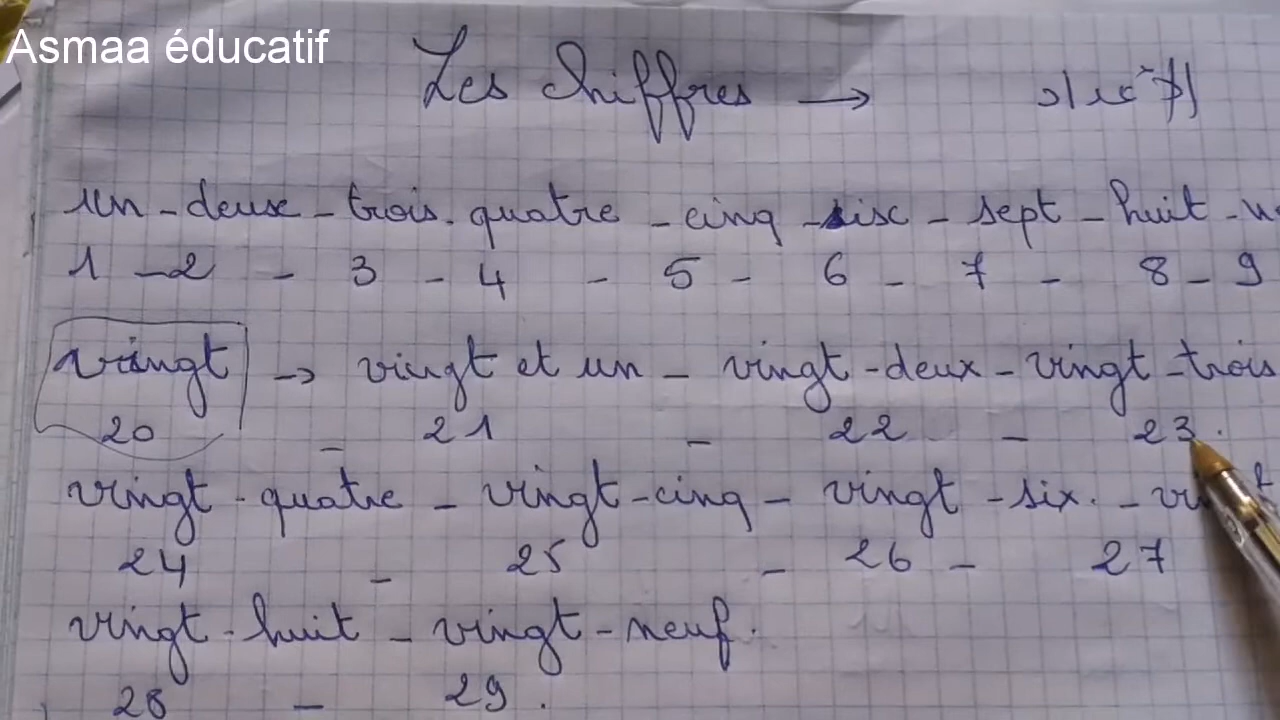 Asmaa éducatif
Les chiffres →
un - deux - trois - quatre - cinq - six - sept - huit -
1 - 2 - 3 - 4 - 5 - 6 - 7 - 8 - 9
vingt → vingt et un - vingt-deux - vingt-trois
20 - 21 - 22 - 23.
vingt-quatre - vingt-cinq - vingt-six. -
24 - 25 - 26 - 27
vingt-huit - vingt-neuf.
28 - 29.